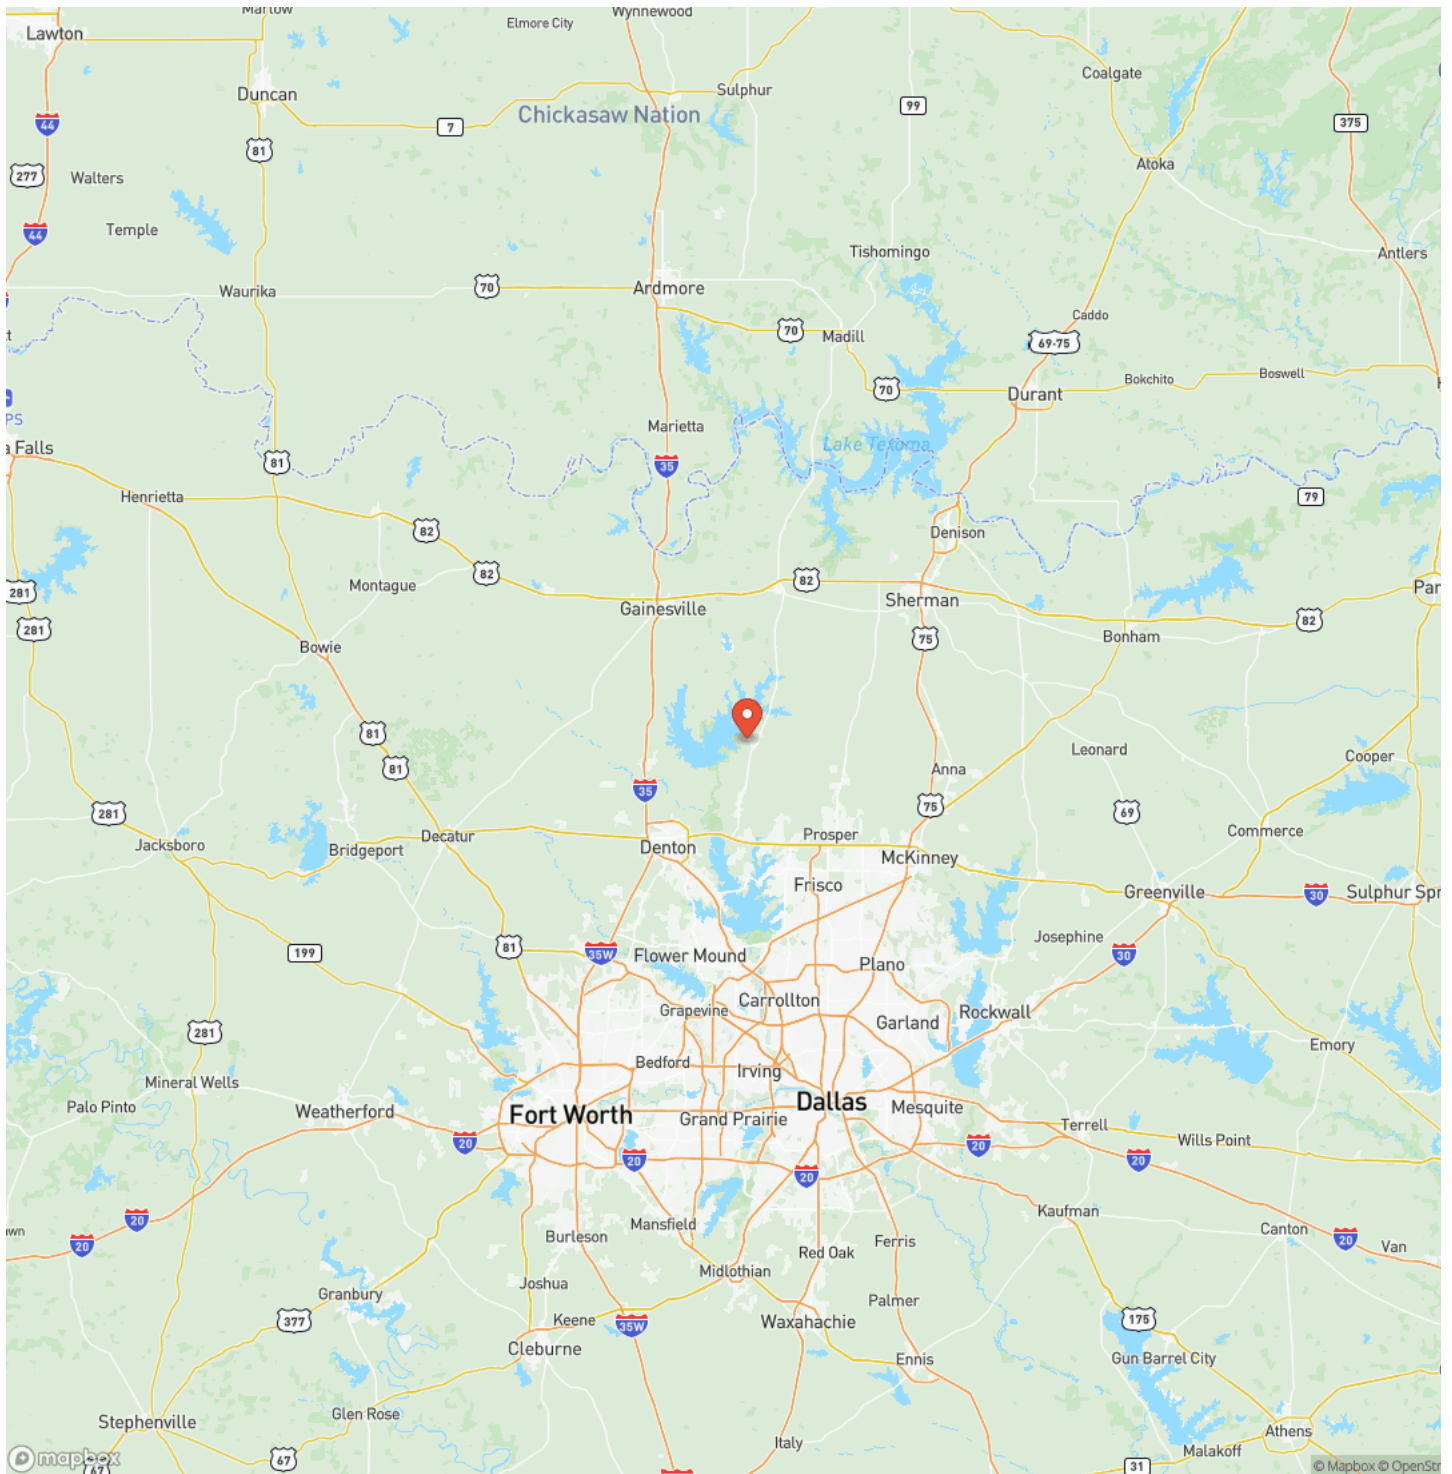 Marlow
Wynnewood
Elmore City
Lawton
Coalgate
Duncan
Sulphur
99
Chickasaw Nation
44
7
375
81
Atoka
277
Walters
Temple
44
Tishomingo
Antlers
Waurika
70
Ardmore
Caddo
70
Madill
69-75
Boswell
Bokchito
70
Durant
PS
Marietta
Lake Texoma
a Falls
81
35
Henrietta
79
82
Denison
82
82
Montague
281
Par
Sherman
Gainesville
82
281
75
Bonham
Bowie
81
Leonard
Cooper
81
Anna
35
75
281
69
Commerce
Decatur
Prosper
Jacksboro
Bridgeport
Denton
McKinney
Frisco
Greenville
30
Sulphur Spr
Josephine
81
35W
199
Flower Mound
30
Plano
Carrollton
Grapevine
Rockwall
Garland
281
Emory
Bedford
Irving
Mineral Wells
Dallas
Palo Pinto
Weatherford
Fort Worth
Mesquite
Grand Prairie
Terrell
20
20
Wills Point
20
20
20
Kaufman
20
Mansfield
Canton
wn
Burleson
20
Ferris
20
Van
Red Oak
Midlothian
Joshua
Granbury
Palmer
377
Keene
35W
Waxahachie
175
Cleburne
Ennis
Gun Barrel City
Glen Rose
Stephenville
Athens
Italy
Malakoff
mapbox
67
67
31
© Mapbox © OpenStr